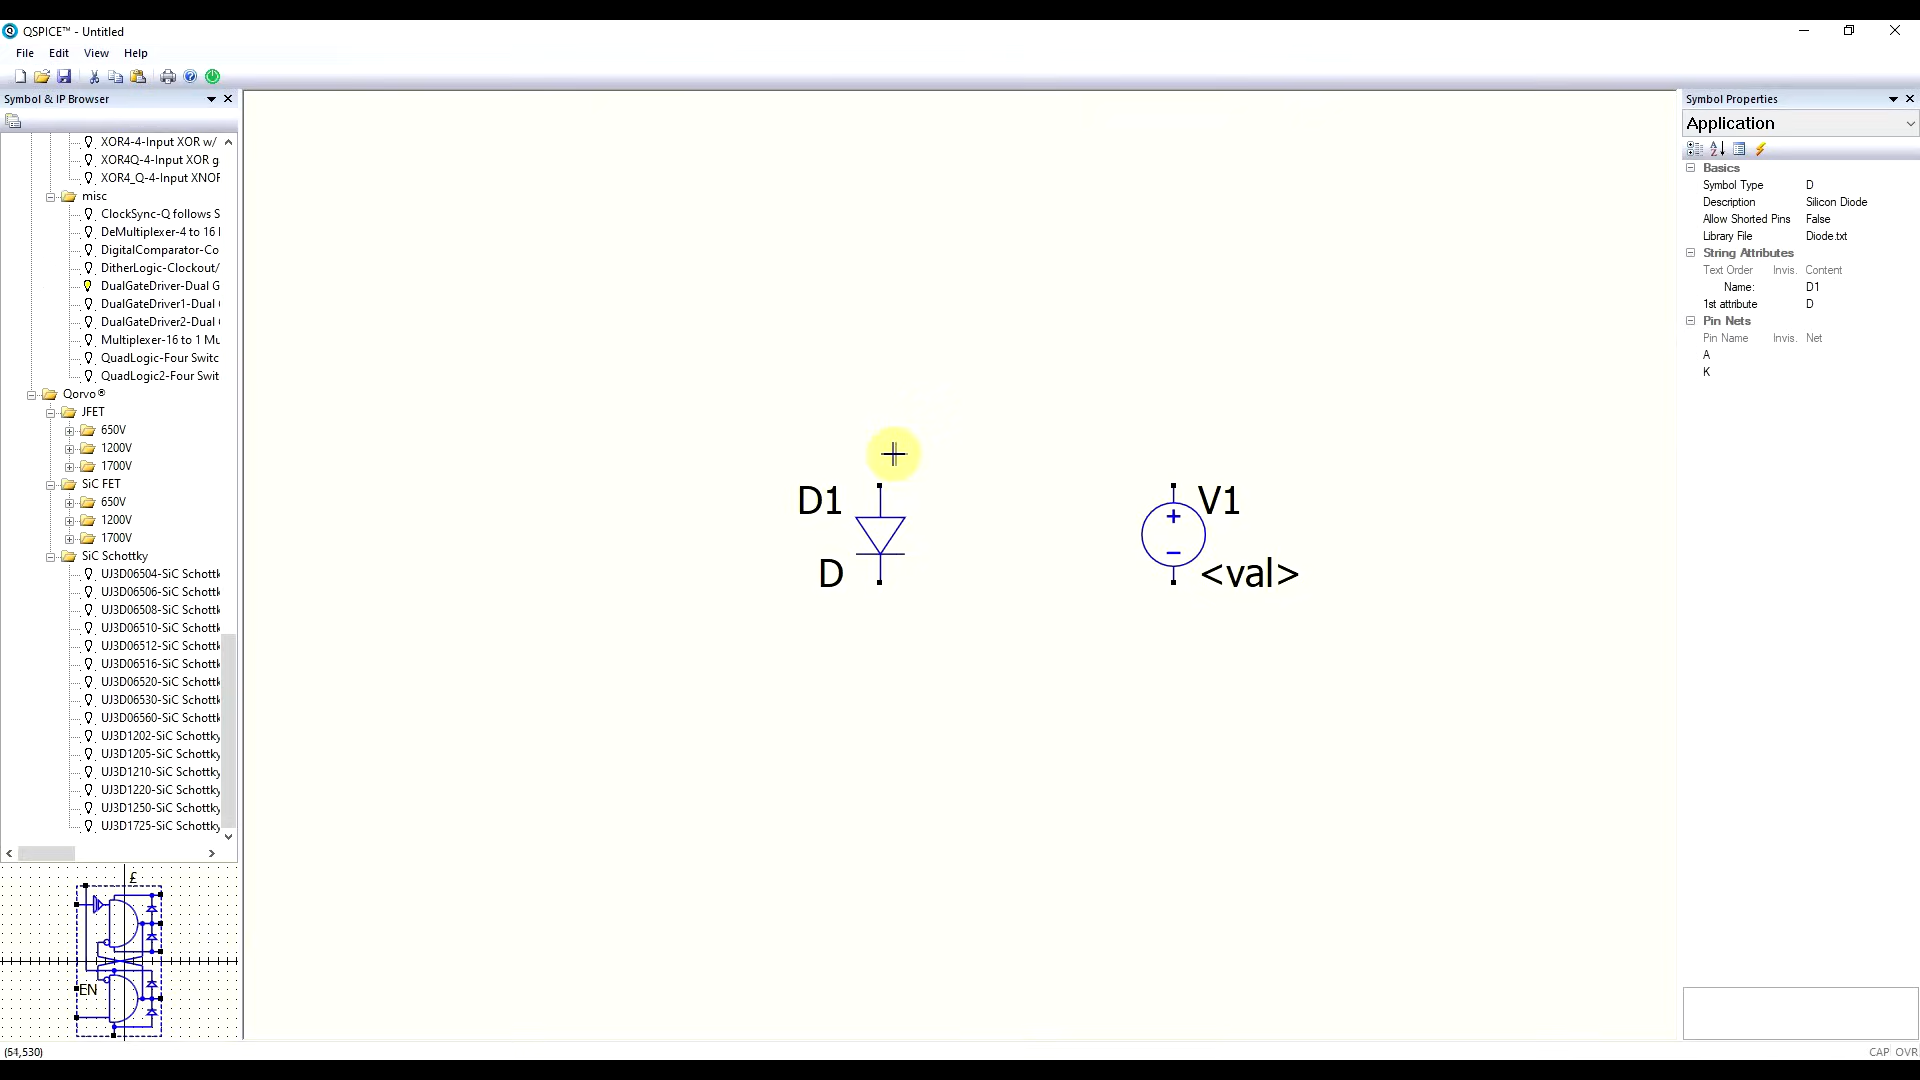 QSPICE™ - Untitled
File Edit View Help
Symbol & IP Browser
XOR4-4-Input XOR w/
XOR4Q-4-Input XOR g
XOR4_Q-4-Input XNOF
misc
ClockSync-Q follows S
DeMultiplexer-4 to 16
DigitalComparator-Co
DitherLogic-Clockout/
DualGateDriver-Dual G
DualGateDriver1-Dual
DualGateDriver2-Dual
Multiplexer-16 to 1 Mu
QuadLogic-Four Switc
QuadLogic2-Four Swit
Qorvo®
JFET
650V
1200V
1700V
SiC FET
650V
1200V
1700V
SiC Schottky
UJ3D06504-SiC Schottk
UJ3D06506-SiC Schottk
UJ3D06508-SiC Schottk
UJ3D06510-SiC Schottk
UJ3D06512-SiC Schottk
UJ3D06516-SiC Schottk
UJ3D06520-SiC Schottk
UJ3D06530-SiC Schottk
UJ3D06560-SiC Schottk
UJ3D1202-SiC Schottky
UJ3D1205-SiC Schottky
UJ3D1210-SiC Schottky
UJ3D1220-SiC Schottky
UJ3D1250-SiC Schottky
UJ3D1725-SiC Schottky
£
EN
(51,530)
D1
D
V1
<val>
Symbol Properties
Application
Basics
Symbol Type D
Description Silicon Diode
Allow Shorted Pins False
Library File Diode.txt
String Attributes
Text Order Invis. Content
Name: D1
1st attribute D
Pin Nets
Pin Name Invis. Net
A
K
CAP OVR